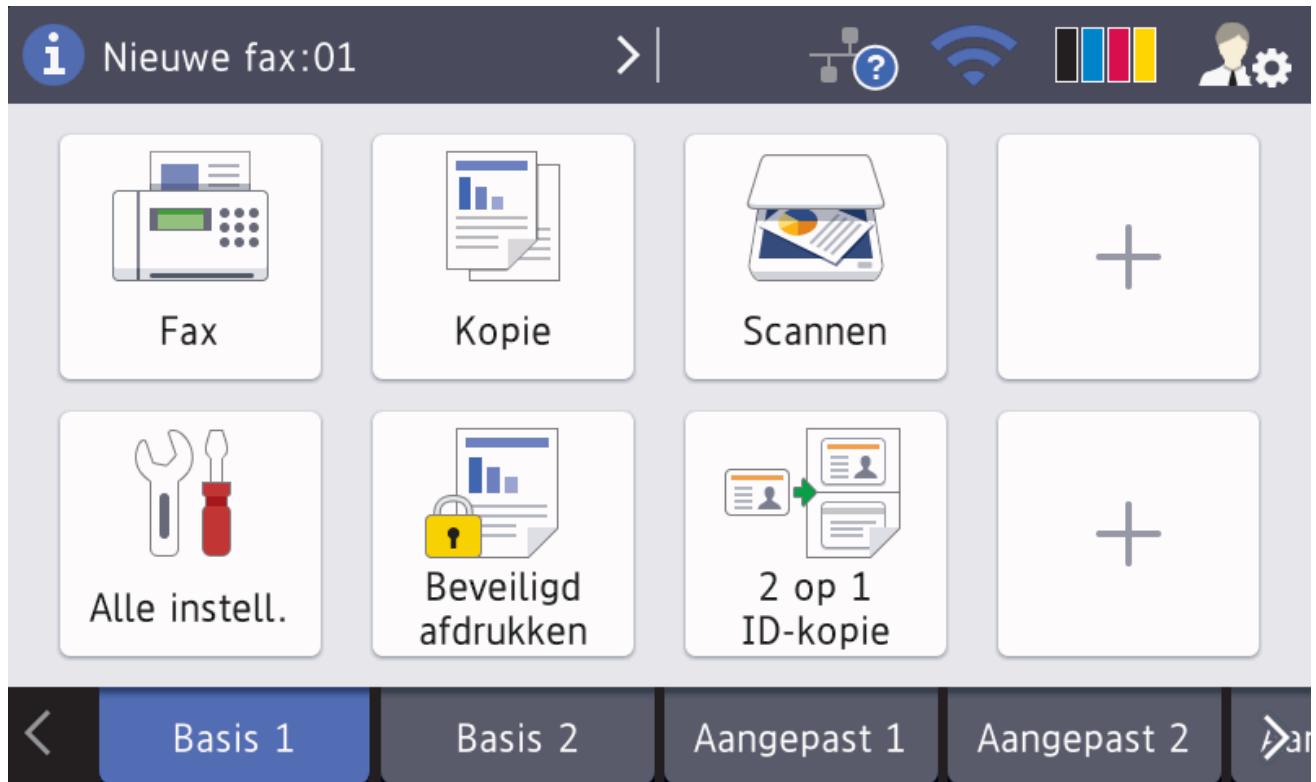 Nieuwe fax:01
Fax
Kopie
Scannen
Alle instell.
Beveiligd
afdrukken
2 op 1
ID-kopie
Basis 1
Basis 2
Aangepast 1
Aangepast 2